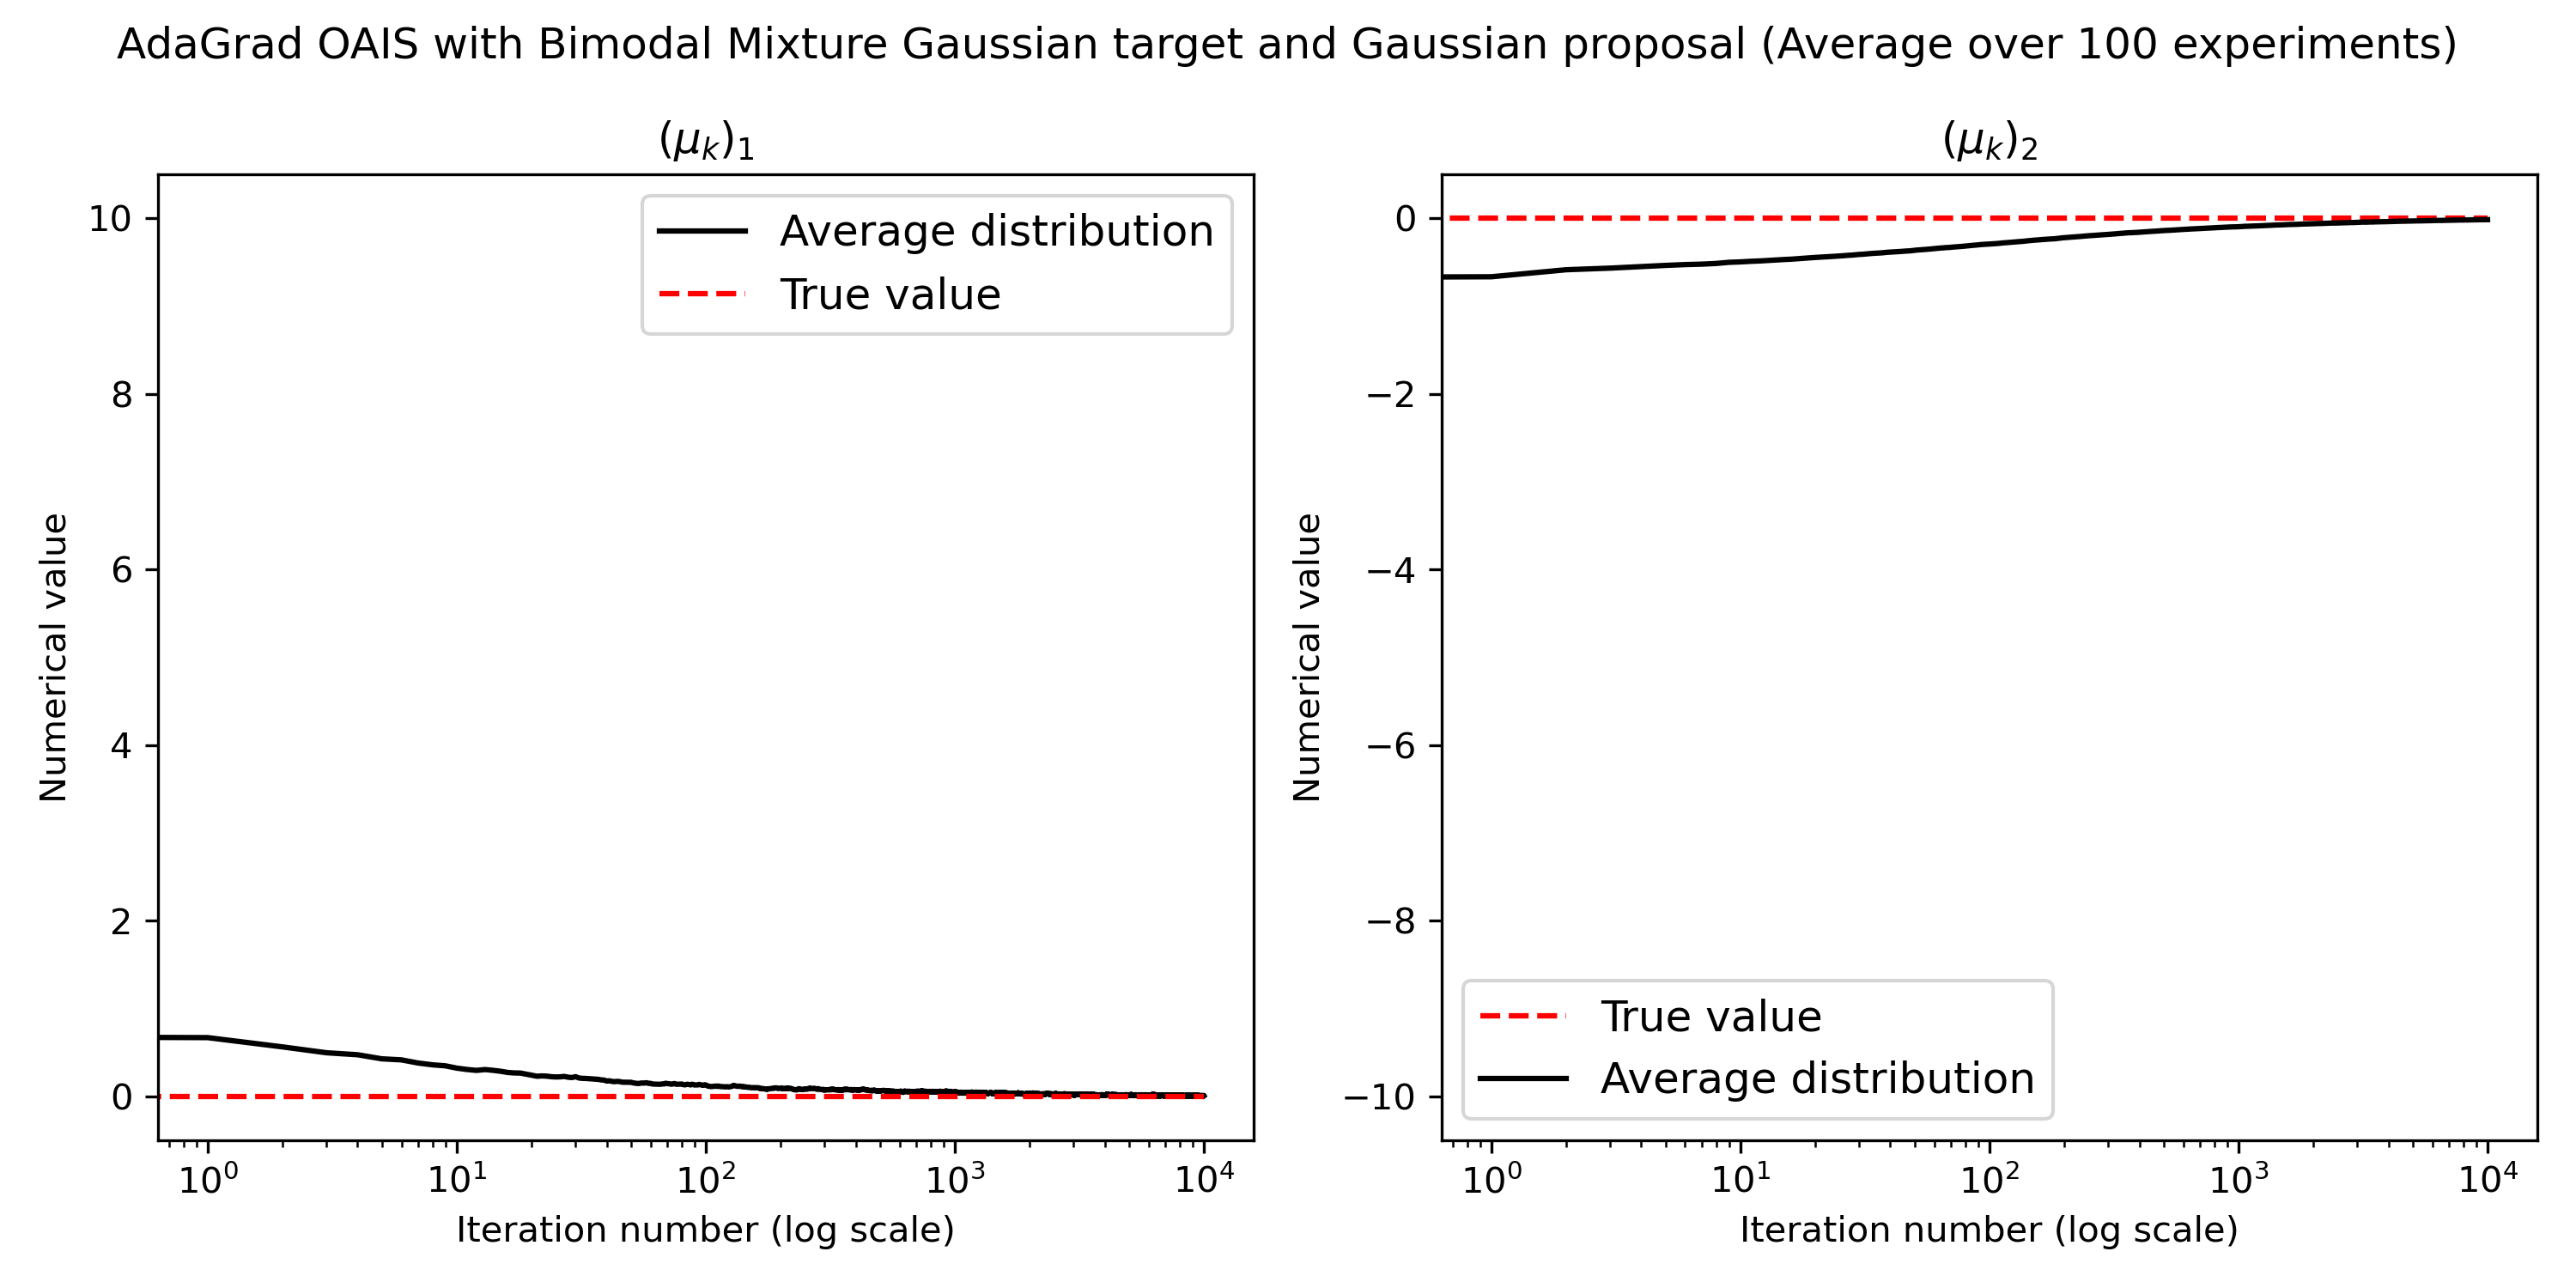 AdaGrad OAIS with Bimodal Mixture Gaussian target and Gaussian proposal (Average over 100 experiments)
(μₖ)₁
Average distribution
True value
10
8
6
4
2
0
Numerical value
10⁰ 10¹ 10² 10³ 10⁴
Iteration number (log scale)
(μₖ)₂
0
−2
−4
−6
−8
−10
Numerical value
True value
Average distribution
10⁰ 10¹ 10² 10³ 10⁴
Iteration number (log scale)